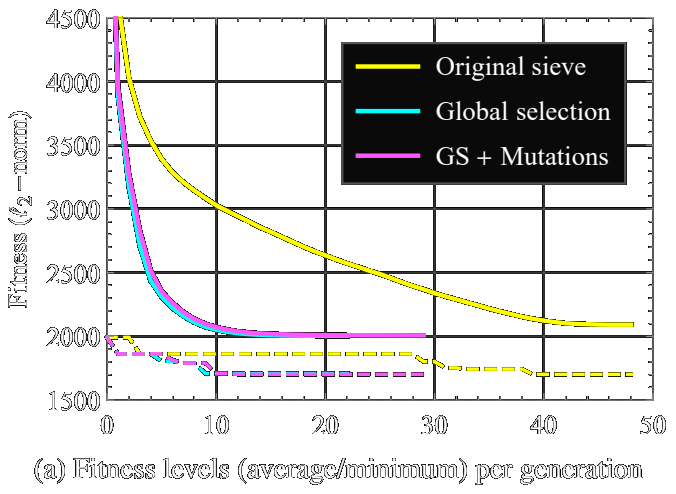 4500
4000
3500
3000
2500
2000
1500
Fitness (ℓ₂−norm)
Original sieve
Global selection
GS + Mutations
0 10 20 30 40 50
(a) Fitness levels (average/minimum) per generation